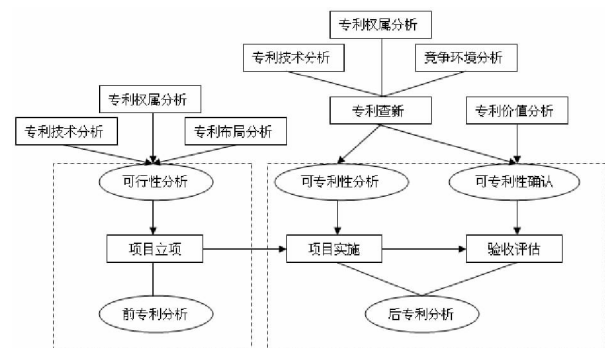 专利权属分析
专利技术分析
竞争环境分析
专利权属分析
专利查新
专利价值分析
专利技术分析
专利布局分析
可行性分析
可专利性分析
可专利性确认
项目立项
项目实施
验收评估
前专利分析
后专利分析